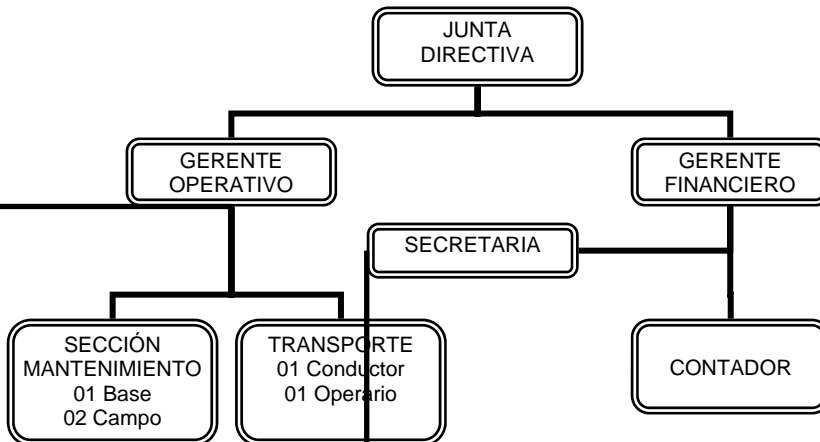 JUNTA
DIRECTIVA
GERENTE
OPERATIVO
GERENTE
FINANCIERO
SECRETARIA
SECCIÓN
MANTENIMIENTO
01 Base
02 Campo
TRANSPORTE
01 Conductor
01 Operario
CONTADOR